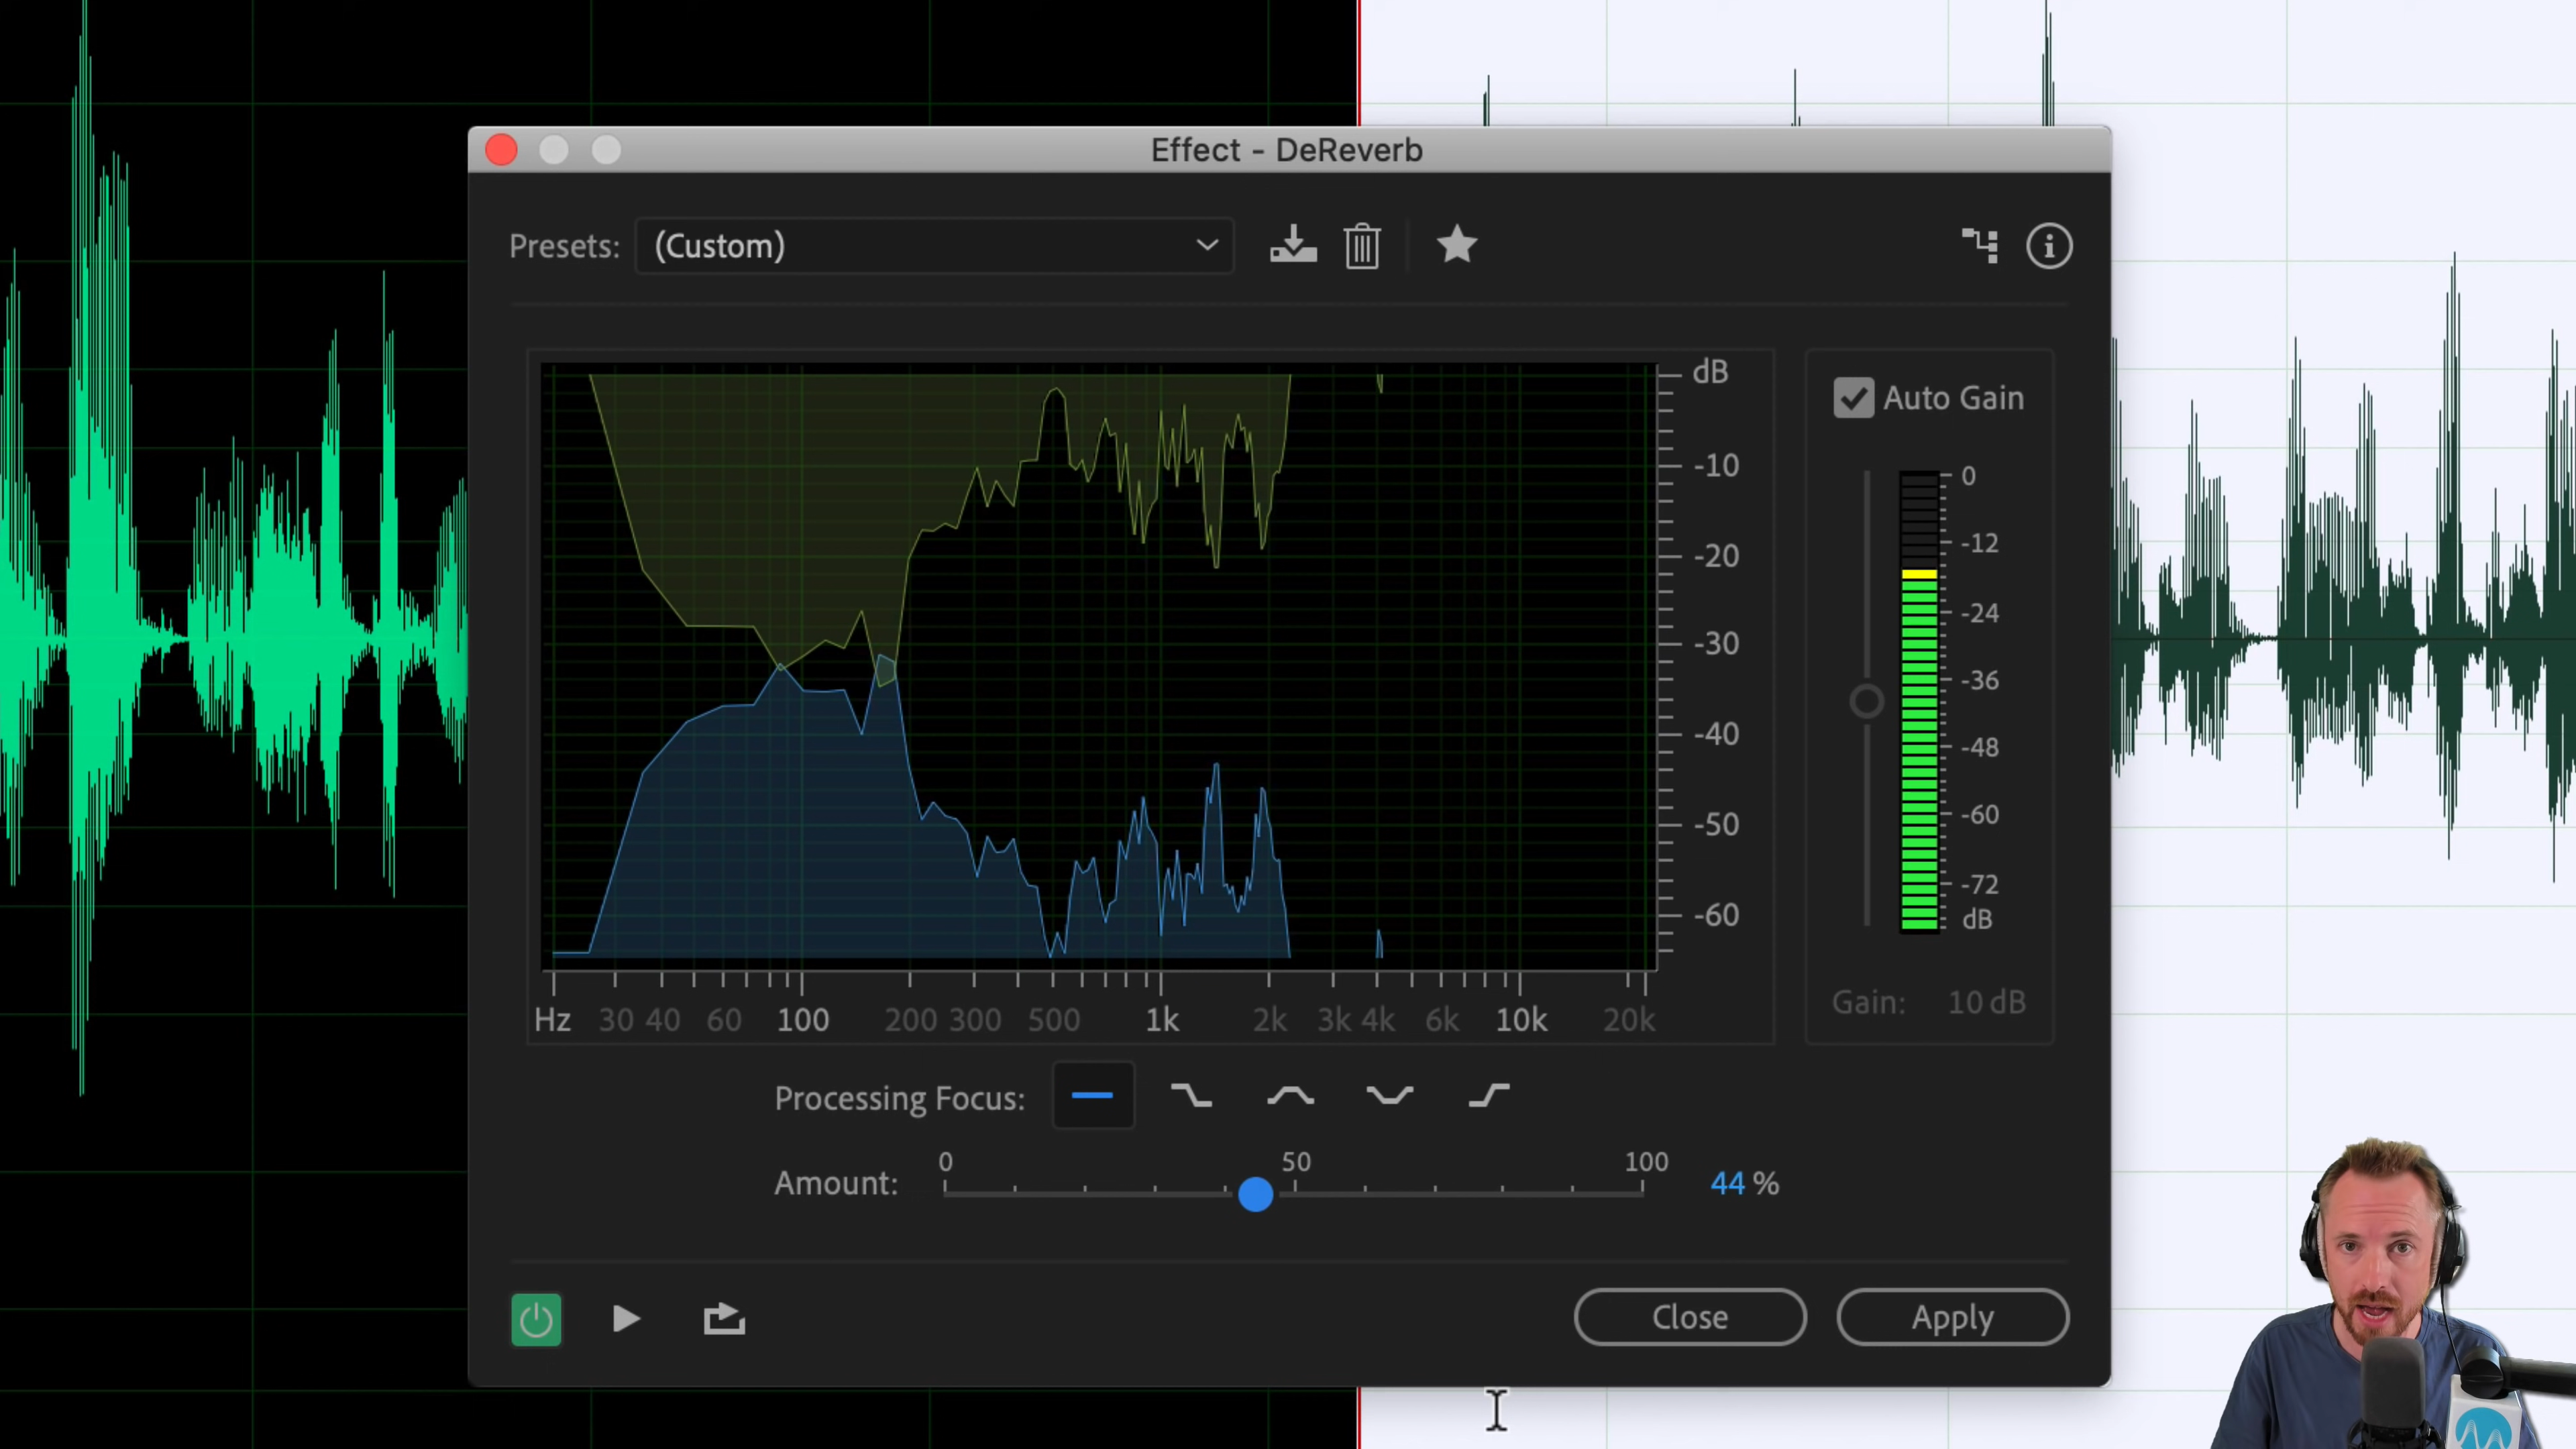 Effect - DeReverb
Presets: (Custom)
dB
-10
-20
-30
-40
-50
-60
Hz 30 40 60 100 200 300 500 1k 2k 3k 4k 6k 10k 20k
Auto Gain
0
-12
-24
-36
-48
-60
-72
dB
Gain: 10 dB
Processing Focus:
0 50 100
Amount: 44 %
Close Apply